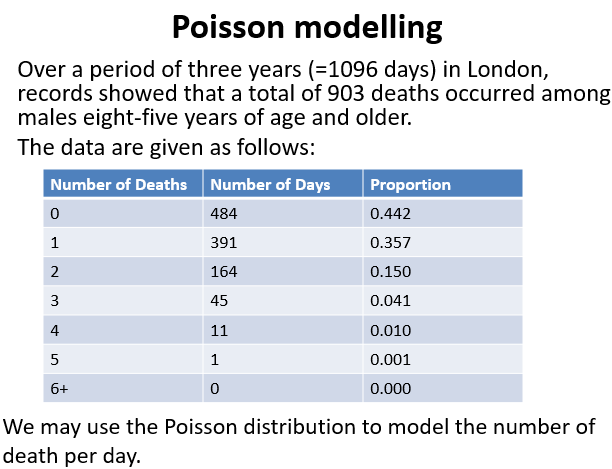 Poisson modelling
Over a period of three years (=1096 days) in London,
records showed that a total of 903 deaths occurred among
males eight-five years of age and older.
The data are given as follows:
Number of Deaths Number of Days Proportion
0 484 0.442
1 391 0.357
2 164 0.150
3 45 0.041
4 11 0.010
5 1 0.001
6+ 0 0.000
We may use the Poisson distribution to model the number of
death per day.